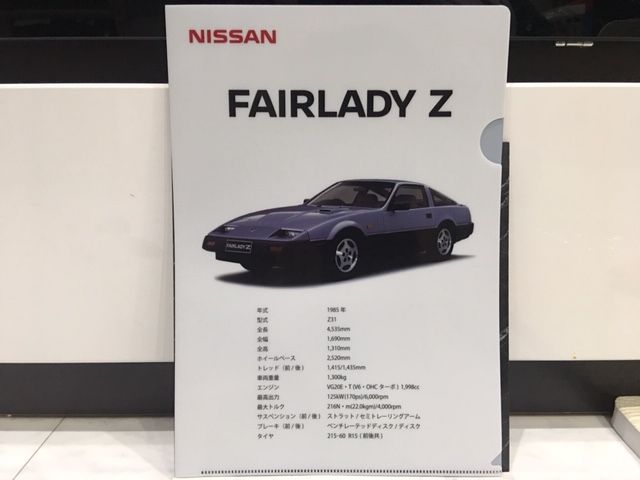 NISSAN
FAIRLADY Z
FAIRLADY Z
年式 1985 年
型式 Z31
全長 4,535mm
全幅 1,690mm
全高 1,310mm
ホイールベース 2,520mm
トレッド（前 / 後） 1,415/1,435mm
車両重量 1,300kg
エンジン VG20E・T (V6・OHC ターボ) 1,998cc
最高出力 125kW(170ps)/6,000rpm
最大トルク 216N・m(22.0kgm)/4,000rpm
サスペンション（前 / 後） ストラット / セミトレーリングアーム
ブレーキ（前 / 後） ベンチレーテッドディスク / ディスク
タイヤ 215-60 R15 ( 前後共 )